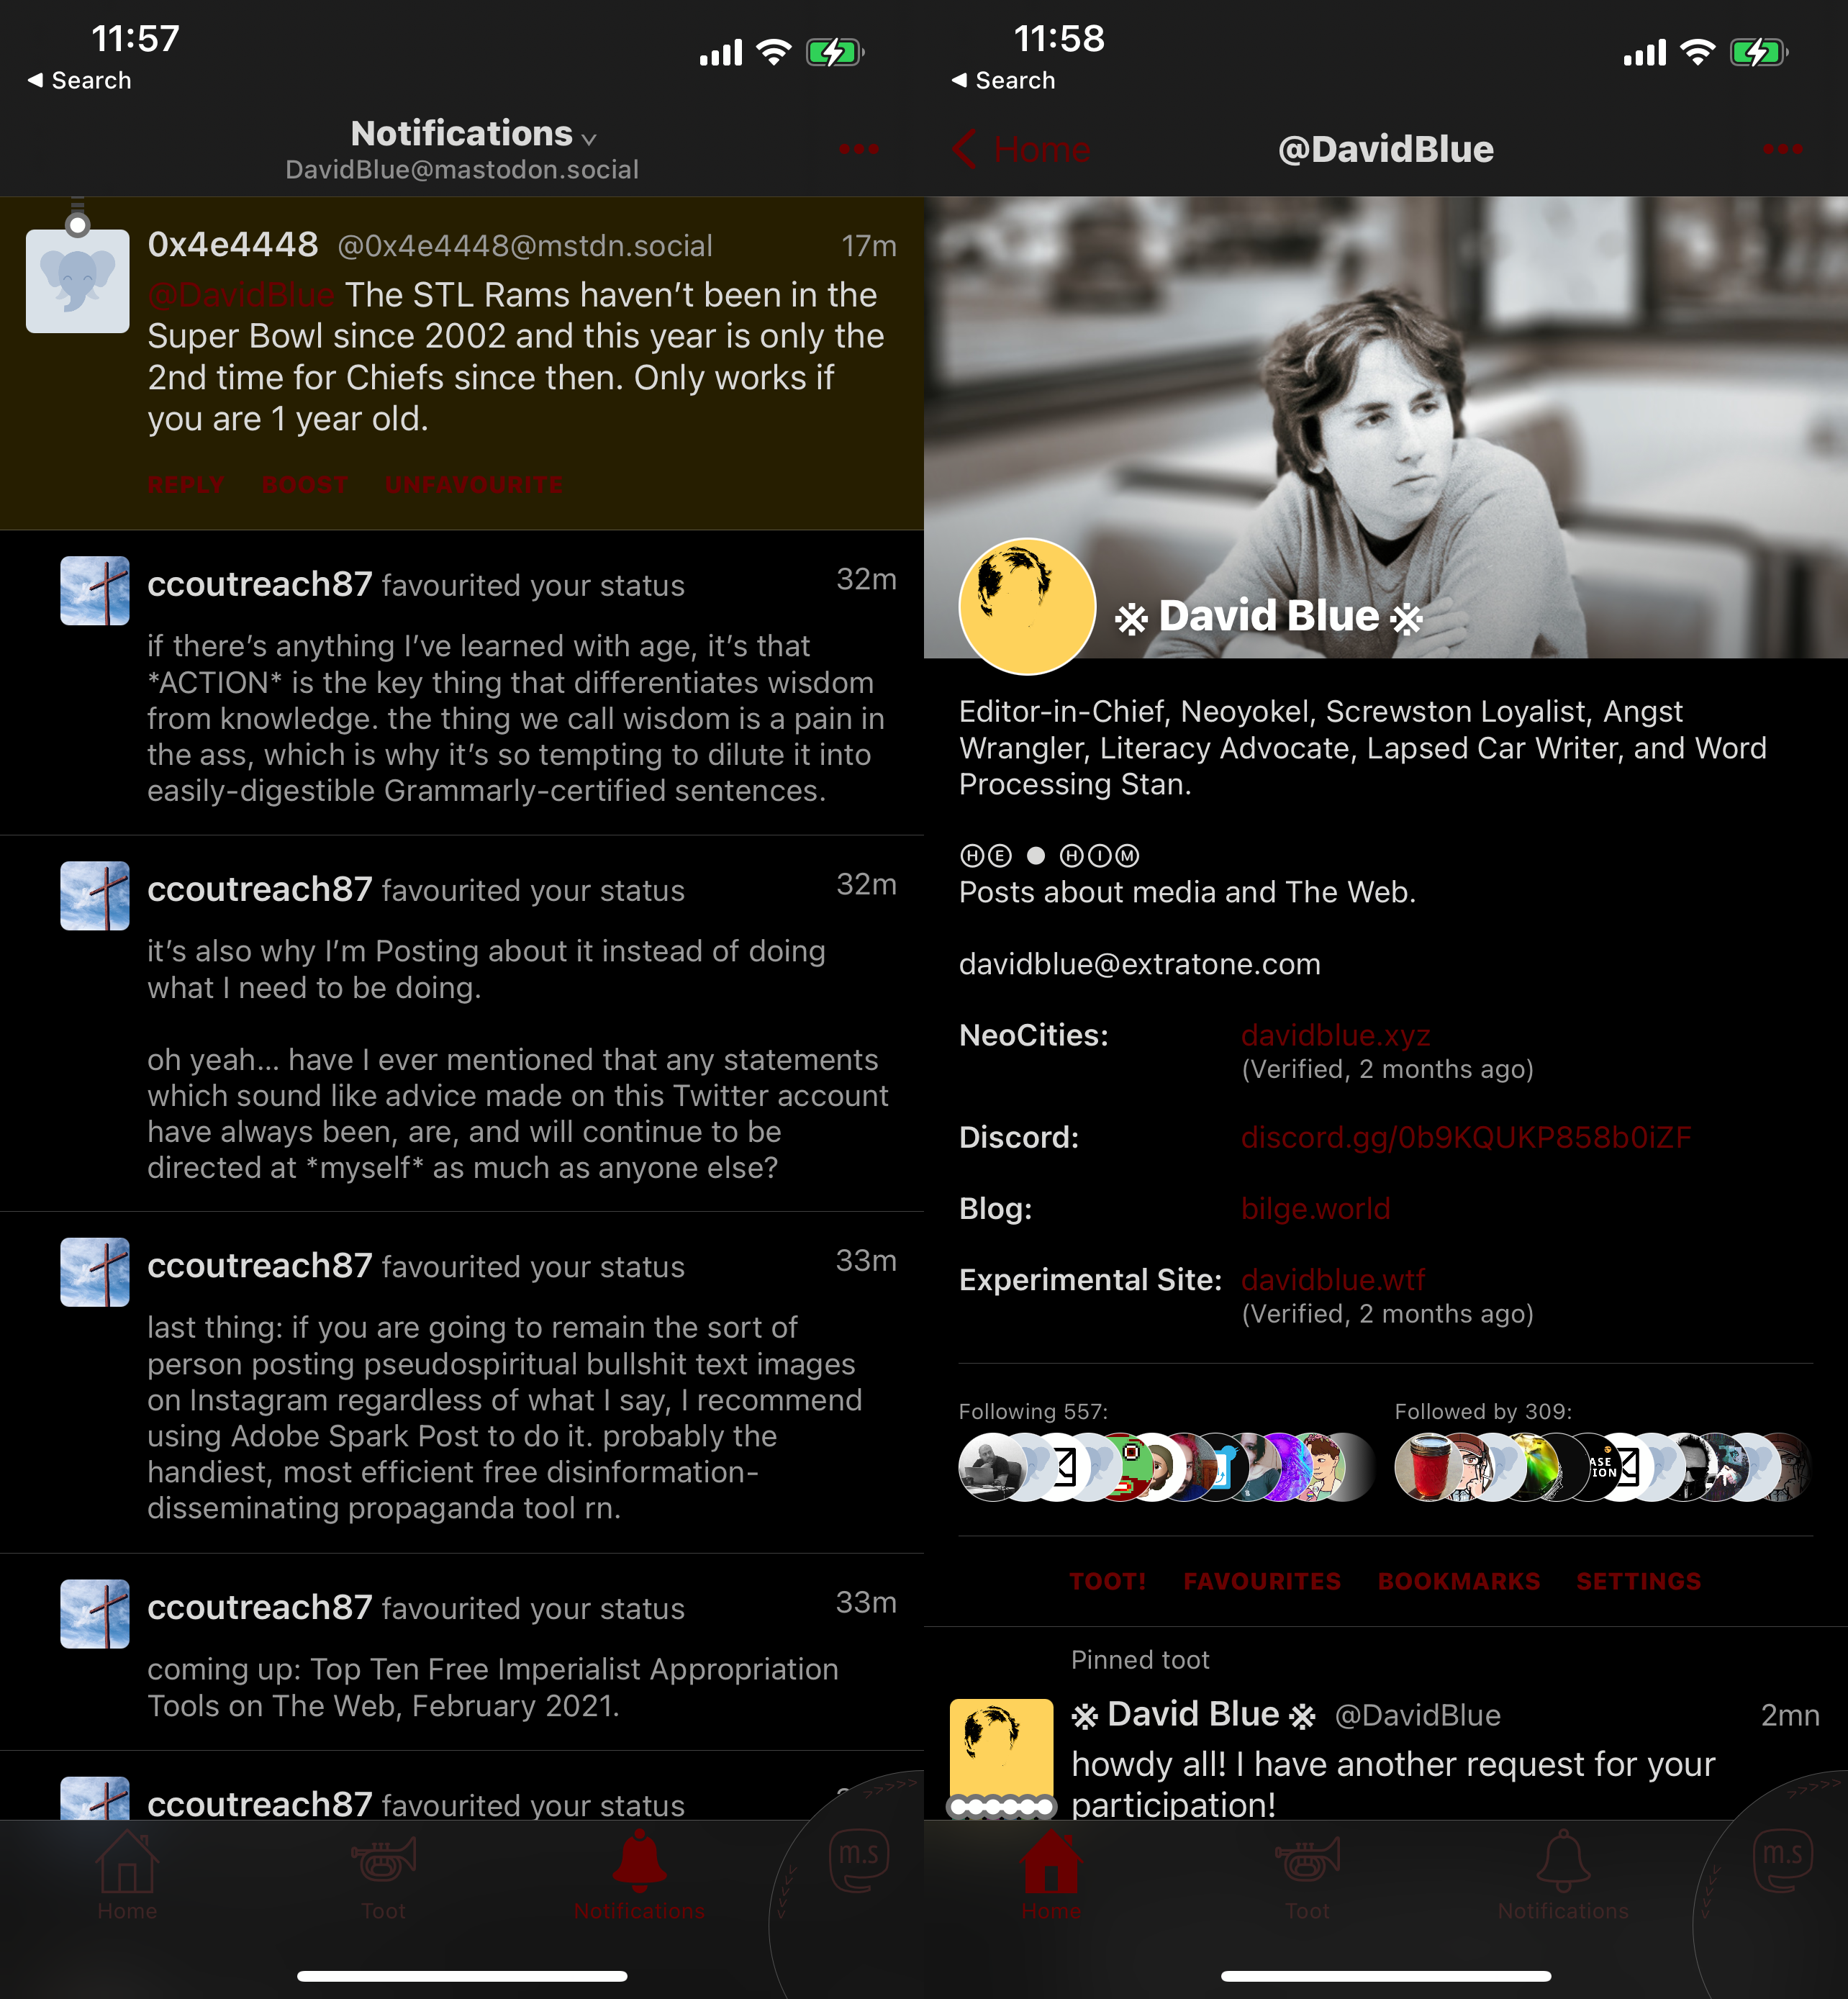 11:57
◀ Search
Notifications
DavidBlue@mastodon.social
0x4e4448 @0x4e4448@mstdn.social 17m
@DavidBlue The STL Rams haven’t been in the
Super Bowl since 2002 and this year is only the
2nd time for Chiefs since then. Only works if
you are 1 year old.
REPLY BOOST UNFAVOURITE
ccoutreach87 favourited your status 32m
if there’s anything I’ve learned with age, it’s that
*ACTION* is the key thing that differentiates wisdom
from knowledge. the thing we call wisdom is a pain in
the ass, which is why it’s so tempting to dilute it into
easily-digestible Grammarly-certified sentences.
ccoutreach87 favourited your status 32m
it’s also why I’m Posting about it instead of doing
what I need to be doing.
oh yeah… have I ever mentioned that any statements
which sound like advice made on this Twitter account
have always been, are, and will continue to be
directed at *myself* as much as anyone else?
ccoutreach87 favourited your status 33m
last thing: if you are going to remain the sort of
person posting pseudospiritual bullshit text images
on Instagram regardless of what I say, I recommend
using Adobe Spark Post to do it. probably the
handiest, most efficient free disinformation-
disseminating propaganda tool rn.
ccoutreach87 favourited your status 33m
coming up: Top Ten Free Imperialist Appropriation
Tools on The Web, February 2021.
ccoutreach87 favourited your status
Home Toot Notifications m.s
11:58
◀ Search
Home @DavidBlue
※ David Blue ※
Editor-in-Chief, Neoyokel, Screwston Loyalist, Angst
Wrangler, Literacy Advocate, Lapsed Car Writer, and Word
Processing Stan.
ⒽⒺ ● ⒽⒾⓂ
Posts about media and The Web.
davidblue@extratone.com
NeoCities: davidblue.xyz
(Verified, 2 months ago)
Discord: discord.gg/0b9KQUKP858b0iZF
Blog: bilge.world
Experimental Site: davidblue.wtf
(Verified, 2 months ago)
Following 557: Followed by 309:
TOOT! FAVOURITES BOOKMARKS SETTINGS
Pinned toot
※ David Blue ※ @DavidBlue 2mn
howdy all! I have another request for your
participation!
Home Toot Notifications m.s